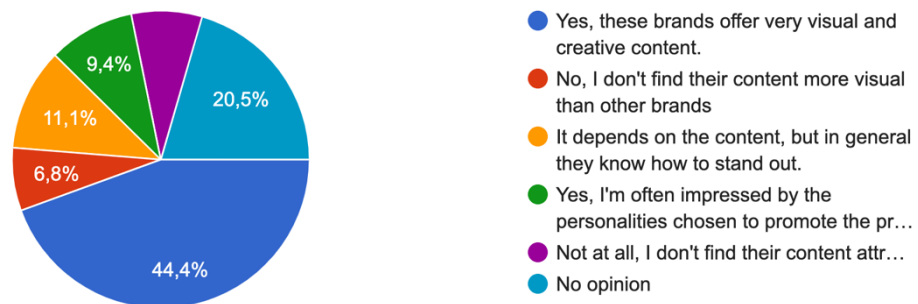 9,4%
20,5%
11,1%
6,8%
44,4%
Yes, these brands offer very visual and
creative content.
No, I don't find their content more visual
than other brands
It depends on the content, but in general
they know how to stand out.
Yes, I'm often impressed by the
personalities chosen to promote the pr…
Not at all, I don't find their content attr…
No opinion